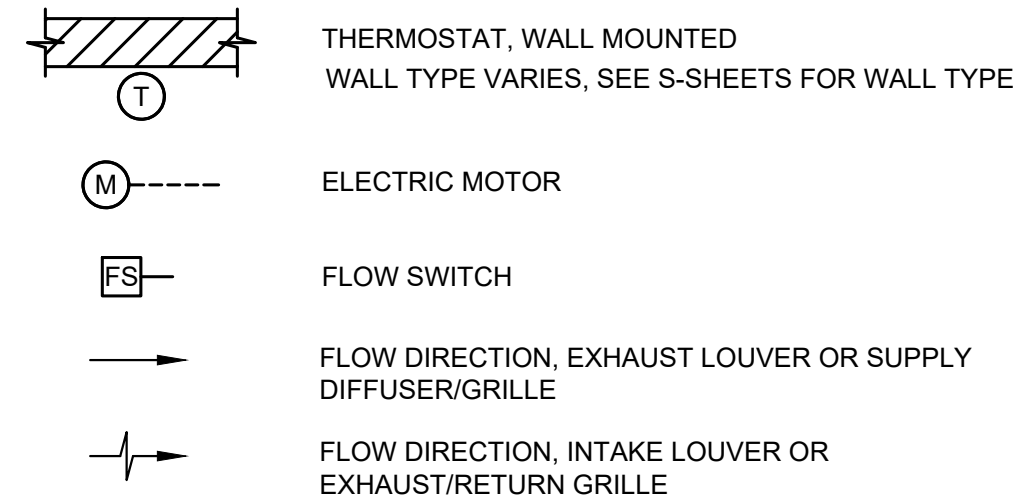 THERMOSTAT, WALL MOUNTED
WALL TYPE VARIES, SEE S-SHEETS FOR WALL TYPE
T
M
ELECTRIC MOTOR
FS
FLOW SWITCH
FLOW DIRECTION, EXHAUST LOUVER OR SUPPLY
DIFFUSER/GRILLE
FLOW DIRECTION, INTAKE LOUVER OR
EXHAUST/RETURN GRILLE